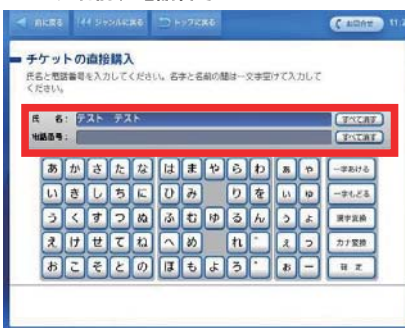 前に戻る ジャンルに戻る トップに戻る お問合せ
チケットの直接購入
氏名と電話番号を入力してください。名字と名前の間は一文字空けて入力して
ください。
氏 名: テスト テスト すべて消す
電話番号: すべて消す
あ か さ た な は ま や ら わ ぁ ゃ 一字あける
い き し ち に ひ み り を ぃ ゅ 一字もどる
う く す つ ぬ ふ む ゆ る ん ぅ ょ 漢字変換
え け せ て ね へ め れ ゛ ぇ っ カナ変換
お こ そ と の ほ も よ ろ ゜ ぉ ー